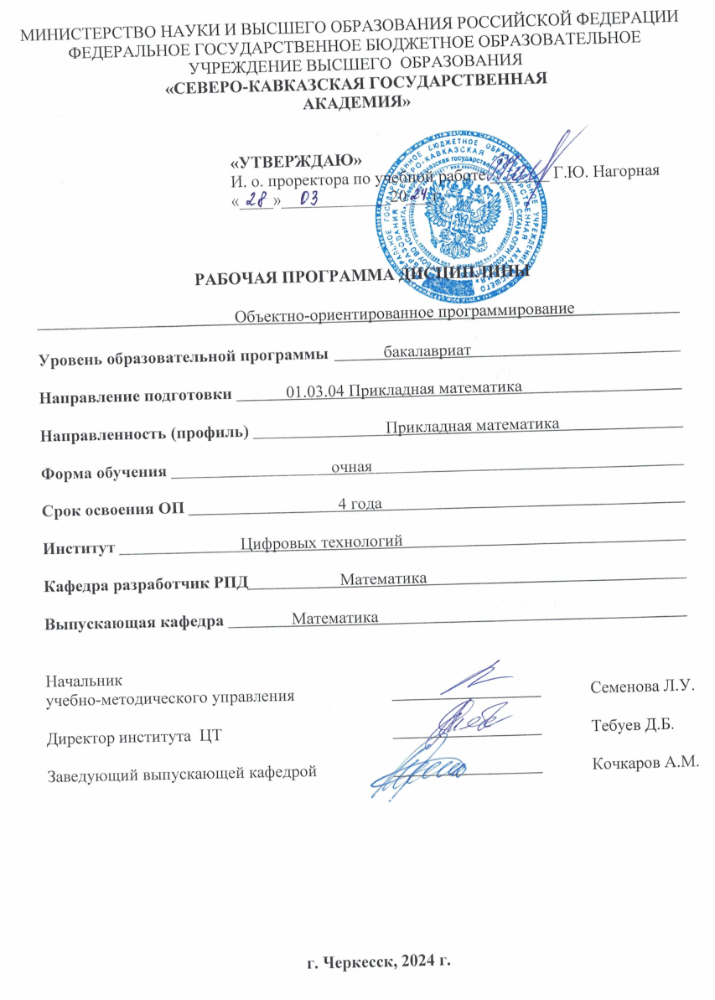 МИНИСТЕРСТВО НАУКИ И ВЫСШЕГО ОБРАЗОВАНИЯ РОССИЙСКОЙ ФЕДЕРАЦИИ
ФЕДЕРАЛЬНОЕ ГОСУДАРСТВЕННОЕ БЮДЖЕТНОЕ ОБРАЗОВАТЕЛЬНОЕ
УЧРЕЖДЕНИЕ ВЫСШЕГО ОБРАЗОВАНИЯ
«СЕВЕРО-КАВКАЗСКАЯ ГОСУДАРСТВЕННАЯ
АКАДЕМИЯ»
«УТВЕРЖДАЮ»
И. о. проректора по учебной работе Г.Ю. Нагорная
« 28 » 03 2024
РАБОЧАЯ ПРОГРАММА ДИСЦИПЛИНЫ
Объектно-ориентированное программирование
Уровень образовательной программы бакалавриат
Направление подготовки 01.03.04 Прикладная математика
Направленность (профиль) Прикладная математика
Форма обучения очная
Срок освоения ОП 4 года
Институт Цифровых технологий
Кафедра разработчик РПД Математика
Выпускающая кафедра Математика
Начальник
учебно-методического управления Семенова Л.У.
Директор института ЦТ Тебуев Д.Б.
Заведующий выпускающей кафедрой Кочкаров А.М.
г. Черкесск, 2024 г.